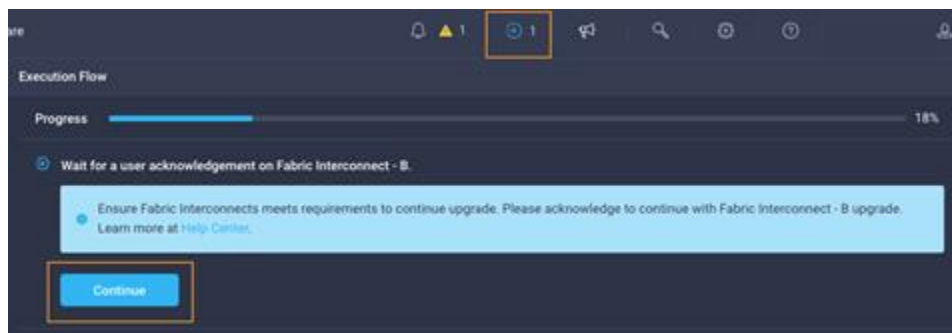 are
1
1
Execution Flow
Progress
18%
Wait for a user acknowledgement on Fabric Interconnect - B.
Ensure Fabric Interconnects meets requirements to continue upgrade. Please acknowledge to continue with Fabric Interconnect - B upgrade.
Learn more at Help Center.
Continue